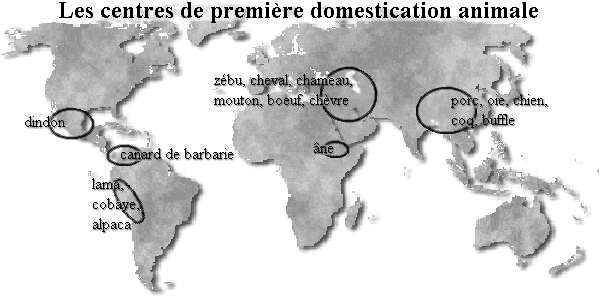 Les centres de première domestication animale
zébu, cheval, chameau,
mouton, boeuf, chèvre
porc, oie, chien,
coq, buffle
dindon
âne
canard de barbarie
lama,
cobaye,
alpaca